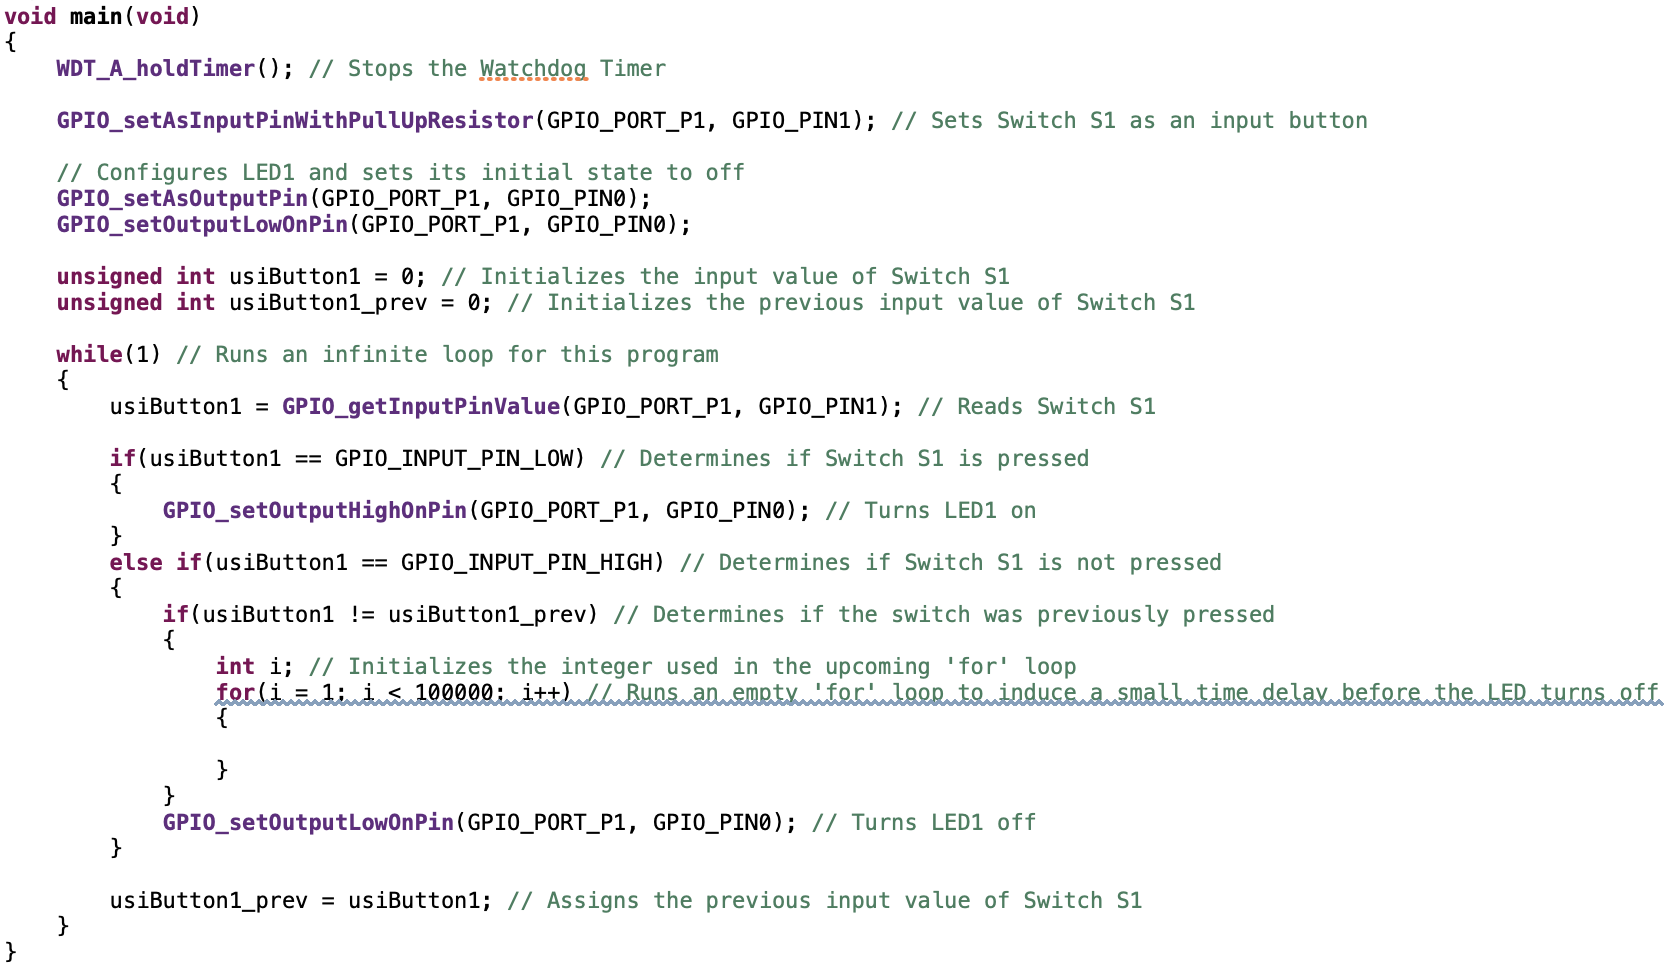 void main(void)
{
    WDT_A_holdTimer(); // Stops the Watchdog Timer

    GPIO_setAsInputPinWithPullUpResistor(GPIO_PORT_P1, GPIO_PIN1); // Sets Switch S1 as an input button

    // Configures LED1 and sets its initial state to off
    GPIO_setAsOutputPin(GPIO_PORT_P1, GPIO_PIN0);
    GPIO_setOutputLowOnPin(GPIO_PORT_P1, GPIO_PIN0);

    unsigned int usiButton1 = 0; // Initializes the input value of Switch S1
    unsigned int usiButton1_prev = 0; // Initializes the previous input value of Switch S1

    while(1) // Runs an infinite loop for this program
    {
        usiButton1 = GPIO_getInputPinValue(GPIO_PORT_P1, GPIO_PIN1); // Reads Switch S1

        if(usiButton1 == GPIO_INPUT_PIN_LOW) // Determines if Switch S1 is pressed
        {
            GPIO_setOutputHighOnPin(GPIO_PORT_P1, GPIO_PIN0); // Turns LED1 on
        }
        else if(usiButton1 == GPIO_INPUT_PIN_HIGH) // Determines if Switch S1 is not pressed
        {
            if(usiButton1 != usiButton1_prev) // Determines if the switch was previously pressed
            {
                int i; // Initializes the integer used in the upcoming 'for' loop
                for(i = 1; i < 100000; i++) // Runs an empty 'for' loop to induce a small time delay before the LED turns off
                {

                }
            }
            GPIO_setOutputLowOnPin(GPIO_PORT_P1, GPIO_PIN0); // Turns LED1 off
        }

        usiButton1_prev = usiButton1; // Assigns the previous input value of Switch S1
    }
}